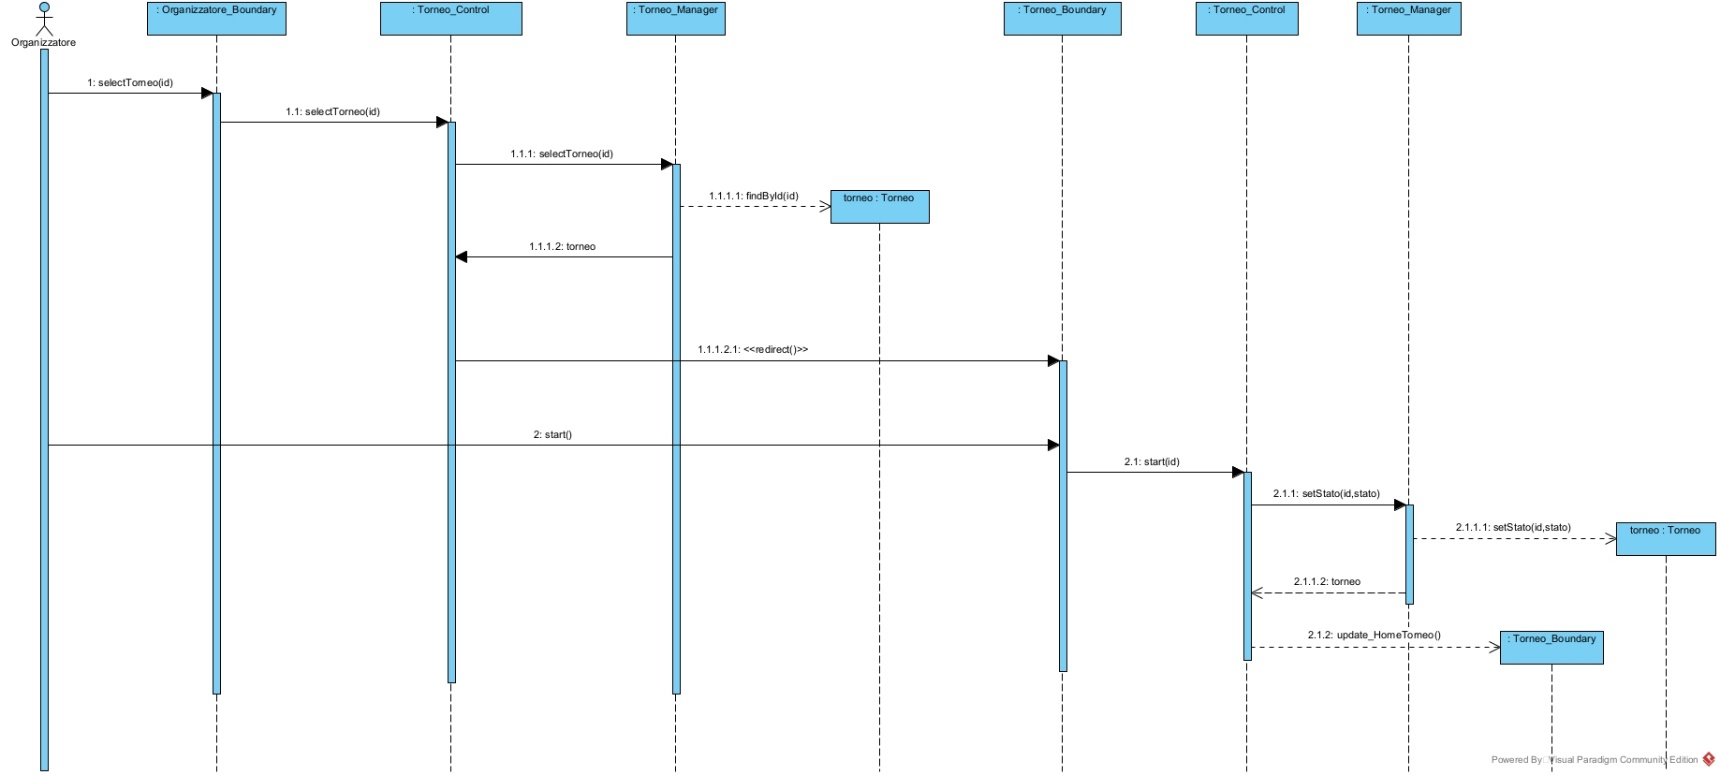 : Organizzatore_Boundary
: Torneo_Control
: Torneo_Manager
: Torneo_Boundary
: Torneo_Control
: Torneo_Manager
Organizzatore
1: selectTorneo(id)
1.1: selectTorneo(id)
1.1.1: selectTorneo(id)
1.1.1.1: findById(id)
torneo : Torneo
1.1.1.2: torneo
1.1.1.2.1: <<redirect()>>
2: start()
2.1: start(id)
2.1.1: setStato(id,stato)
2.1.1.1: setStato(id,stato)
torneo : Torneo
2.1.1.2: torneo
2.1.2: update_HomeTorneo()
: Torneo_Boundary
Powered By: Visual Paradigm Community Edition